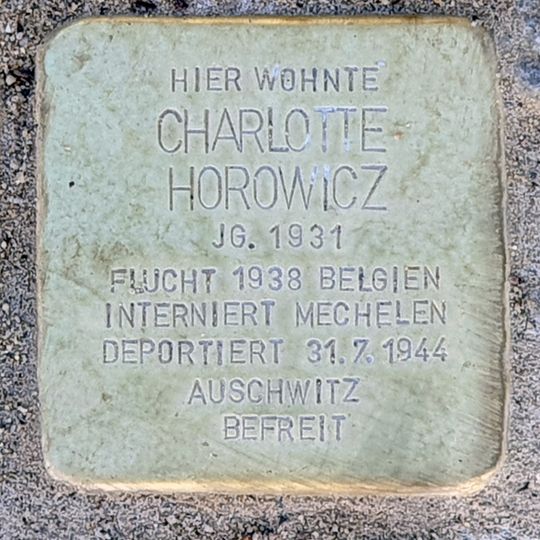 HIER WOHNTE
CHARLOTTE
HOROWICZ
JG. 1931
FLUCHT 1938 BELGIEN
INTERNIERT MECHELEN
DEPORTIERT 31.7.1944
AUSCHWITZ
BEFREIT